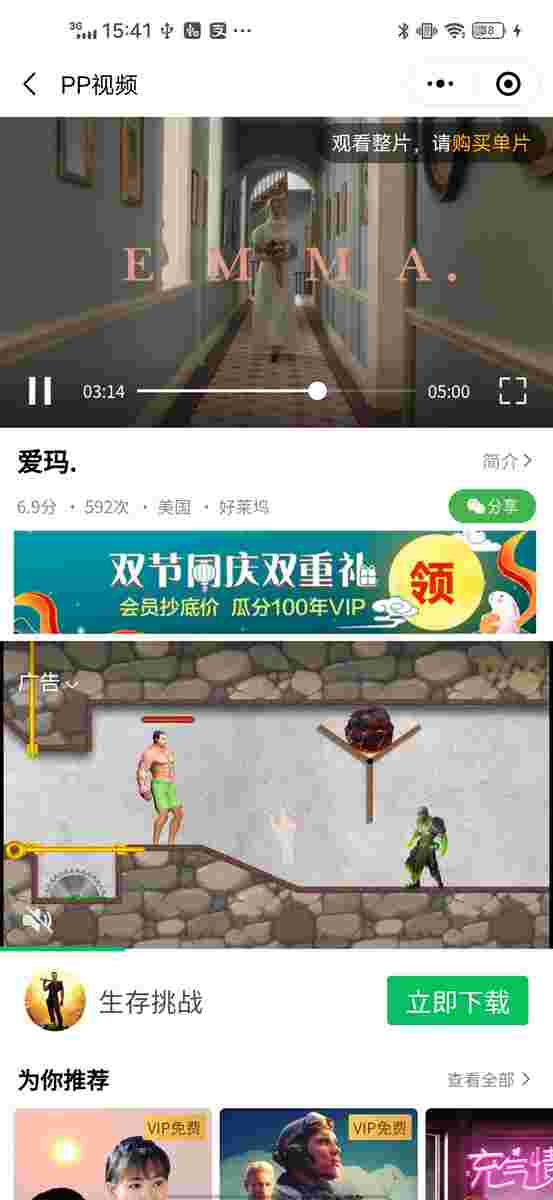 3G 15:41 38
PP视频
观看整片，请购买单片
EMMA.
03:14 05:00
爱玛. 简介
6.9分 · 592次 · 美国 · 好莱坞 分享
双节同庆双重礼
领
会员抄底价 瓜分100年VIP
广告
生存挑战 立即下载
为你推荐 查看全部
VIP免费 VIP免费
充气情